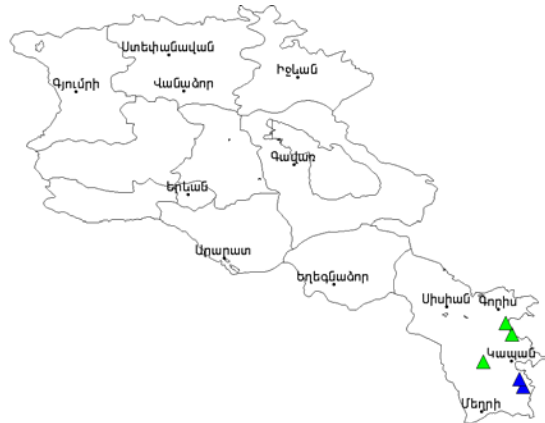 Ստեփանավան
Իջևան
Գյումրի
Վանաձոր
Գավառ
Երևան
Արարատ
Եղեգնաձոր
Սիսիան
Գորիս
Կապան
Մեղրի